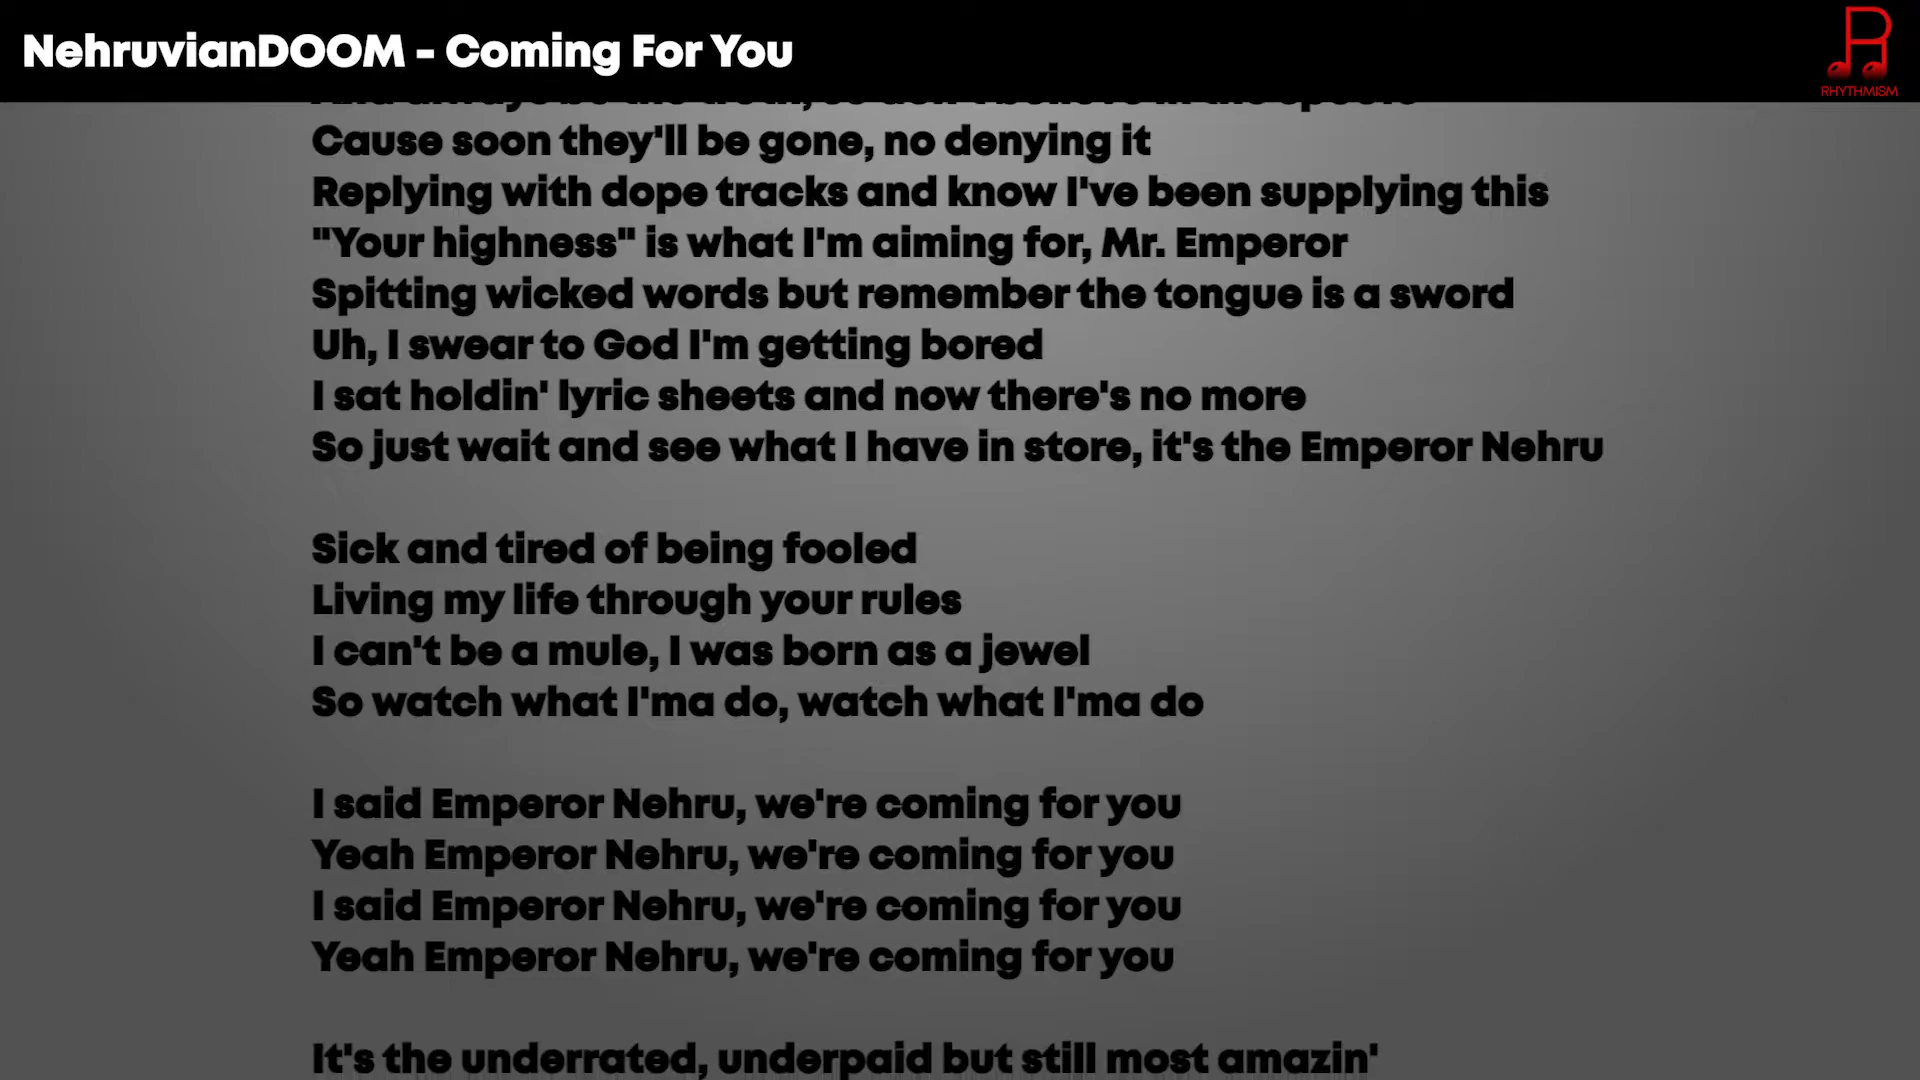 NehruvianDOOM - Coming For You
RHYTHMISM
Cause soon they'll be gone, no denying it
Replying with dope tracks and know I've been supplying this
"Your highness" is what I'm aiming for, Mr. Emperor
Spitting wicked words but remember the tongue is a sword
Uh, I swear to God I'm getting bored
I sat holdin' lyric sheets and now there's no more
So just wait and see what I have in store, it's the Emperor Nehru
Sick and tired of being fooled
Living my life through your rules
I can't be a mule, I was born as a jewel
So watch what I'ma do, watch what I'ma do
I said Emperor Nehru, we're coming for you
Yeah Emperor Nehru, we're coming for you
I said Emperor Nehru, we're coming for you
Yeah Emperor Nehru, we're coming for you
It's the underrated, underpaid but still most amazin'